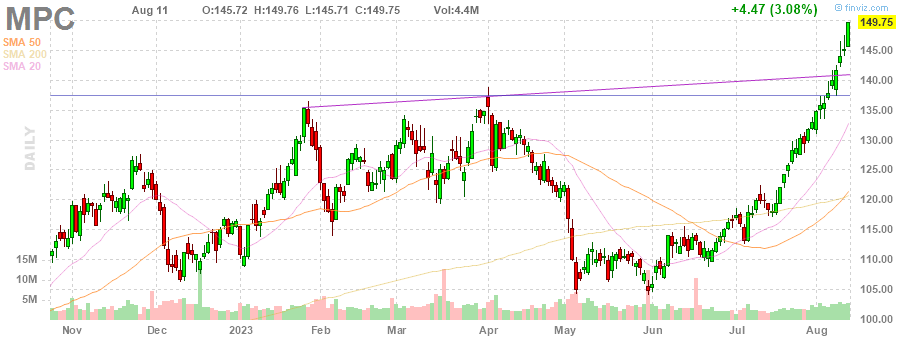 MPC Aug 11 O:145.72 H:149.76 L:145.71 C:149.75 Vol:4.4M +4.47 (3.08%) © finviz.com
SMA 50
SMA 200
SMA 20
DAILY
149.75
145.00
140.00
135.00
130.00
125.00
120.00
115.00
110.00
105.00
100.00
15M
10M
5M
Nov Dec 2023 Feb Mar Apr May Jun Jul Aug